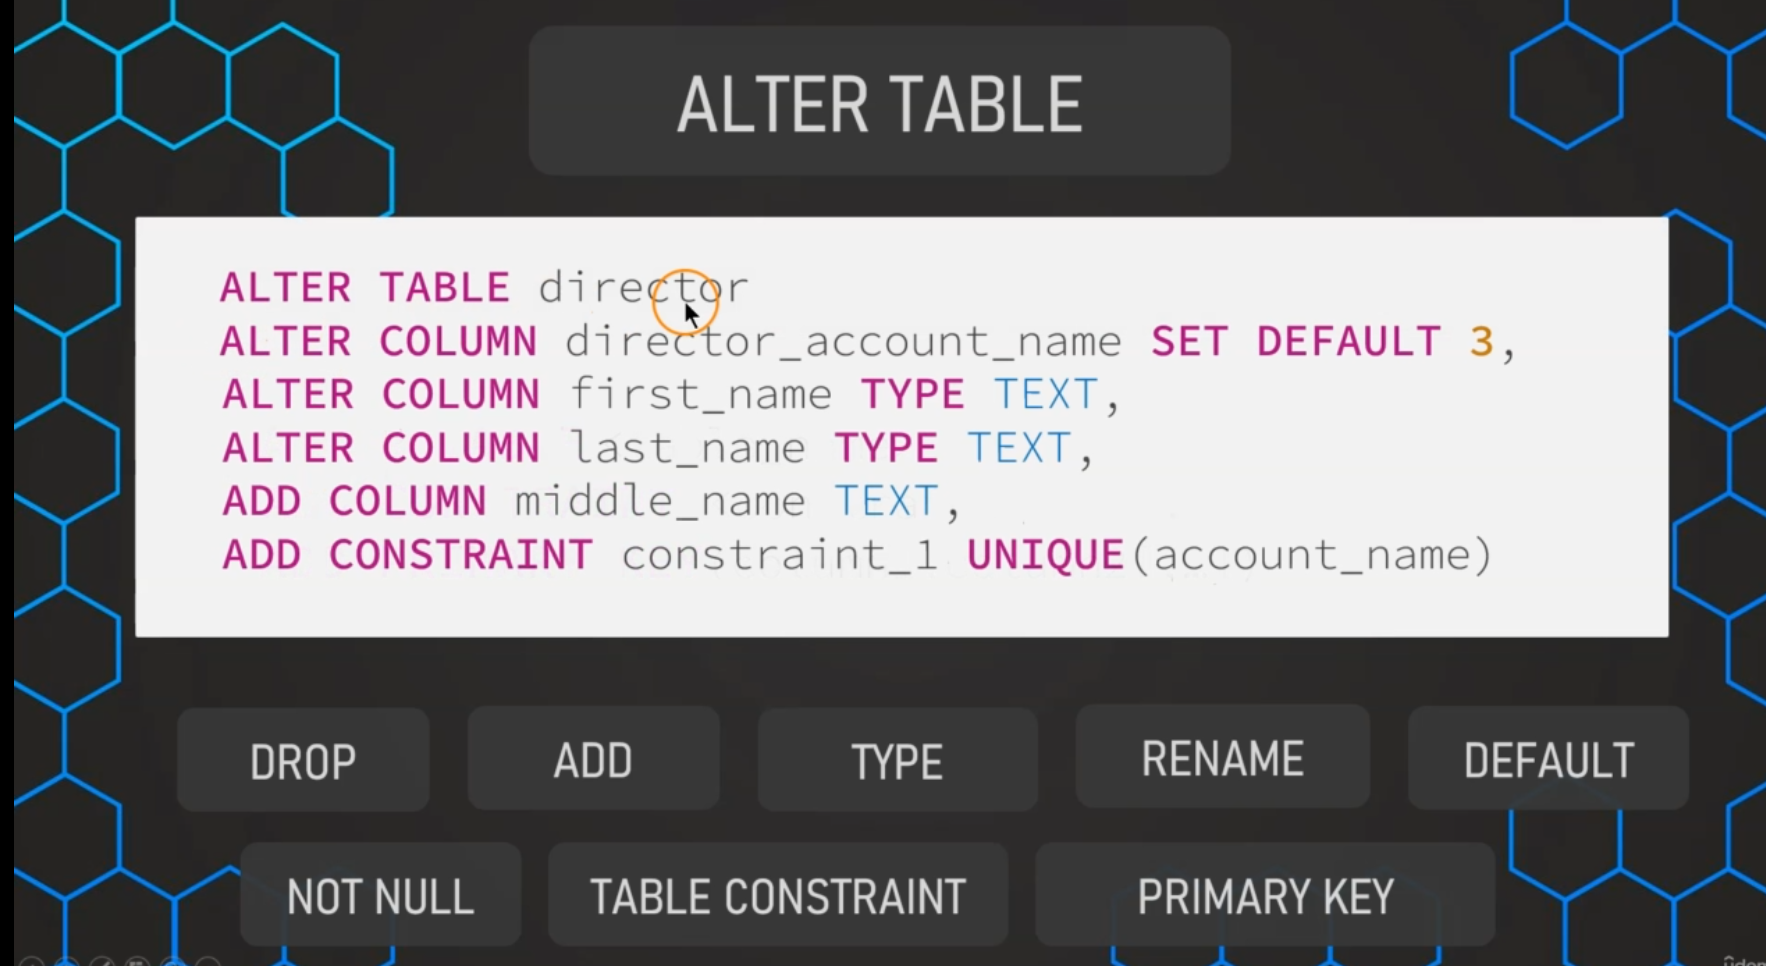 ALTER TABLE
ALTER TABLE director
ALTER COLUMN director_account_name SET DEFAULT 3,
ALTER COLUMN first_name TYPE TEXT,
ALTER COLUMN last_name TYPE TEXT,
ADD COLUMN middle_name TEXT,
ADD CONSTRAINT constraint_1 UNIQUE(account_name)
DROP ADD TYPE RENAME DEFAULT
NOT NULL TABLE CONSTRAINT PRIMARY KEY